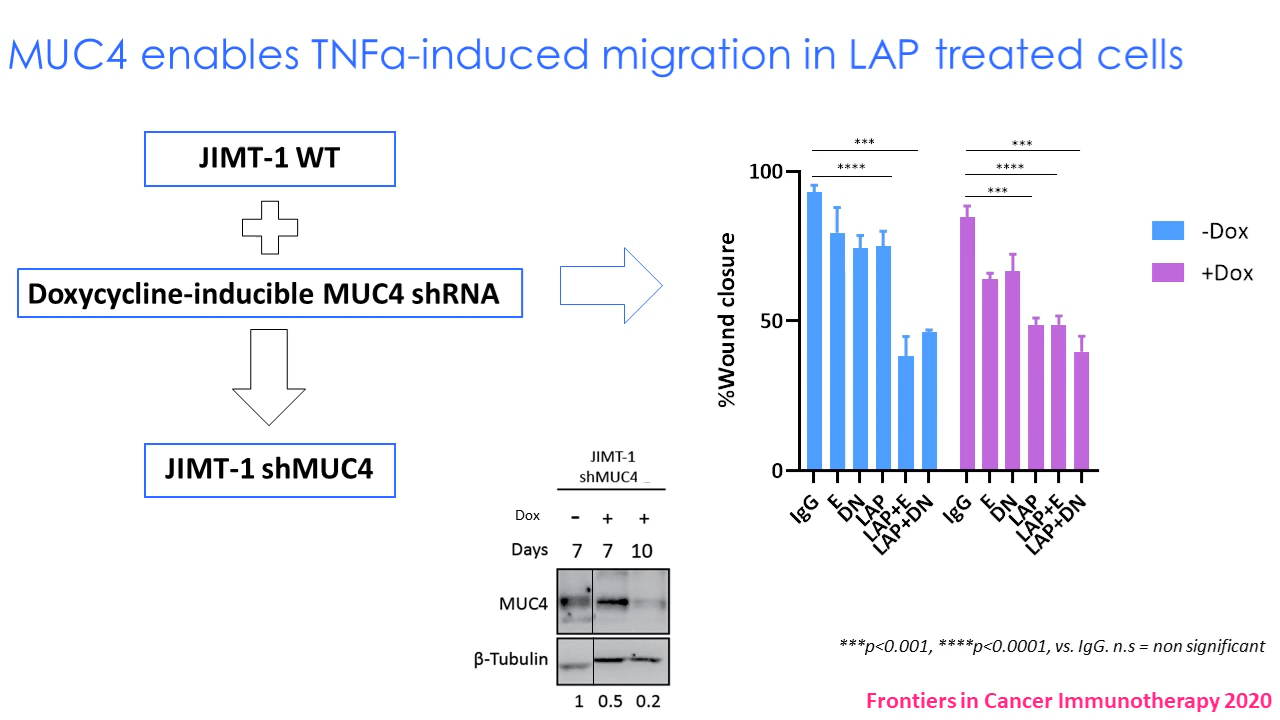 MUC4 enables TNFa-induced migration in LAP treated cells
JIMT-1 WT
Doxycycline-inducible MUC4 shRNA
JIMT-1 shMUC4
JIMT-1
shMUC4 _
Dox - + +
Days 7 7 10
MUC4
β-Tubulin
1 0.5 0.2
%Wound closure
100
50
0
*** ***
**** ****
***
IgG E DN LAP LAP+E LAP+DN IgG E DN LAP LAP+E LAP+DN
-Dox
+Dox
***p<0.001, ****p<0.0001, vs. IgG. n.s = non significant
Frontiers in Cancer Immunotherapy 2020